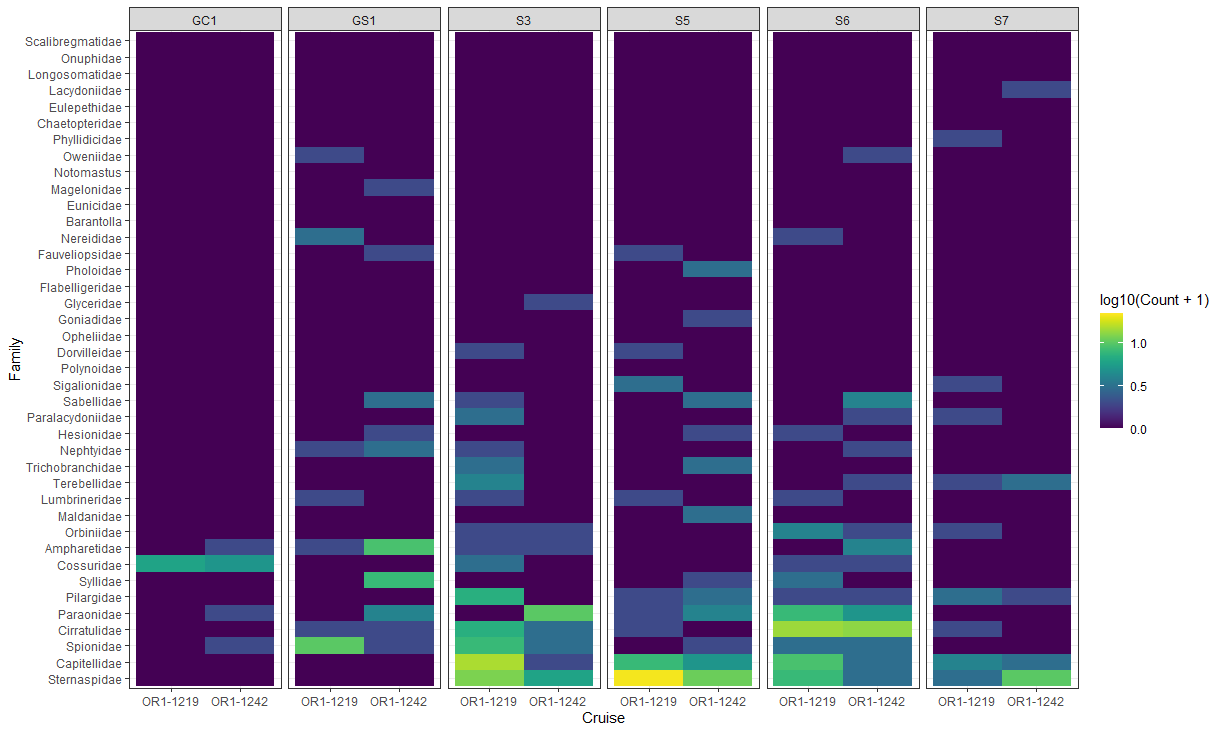 GC1 GS1 S3 S5 S6 S7
Scalibregmatidae
Onuphidae
Longosomatidae
Lacydoniidae
Eulepethidae
Chaetopteridae
Phyllidicidae
Oweniidae
Notomastus
Magelonidae
Eunicidae
Barantolla
Nereididae
Fauveliopsidae
Pholoidae
Flabelligeridae
Glyceridae
Goniadidae
Opheliidae
Dorvilleidae
Polynoidae
Sigalionidae
Sabellidae
Paralacydoniidae
Hesionidae
Nephtyidae
Trichobranchidae
Terebellidae
Lumbrineridae
Maldanidae
Orbiniidae
Ampharetidae
Cossuridae
Syllidae
Pilargidae
Paraonidae
Cirratulidae
Spionidae
Capitellidae
Sternaspidae
Family
OR1-1219 OR1-1242 OR1-1219 OR1-1242 OR1-1219 OR1-1242 OR1-1219 OR1-1242 OR1-1219 OR1-1242 OR1-1219 OR1-1242
Cruise
log10(Count + 1)
1.0
0.5
0.0